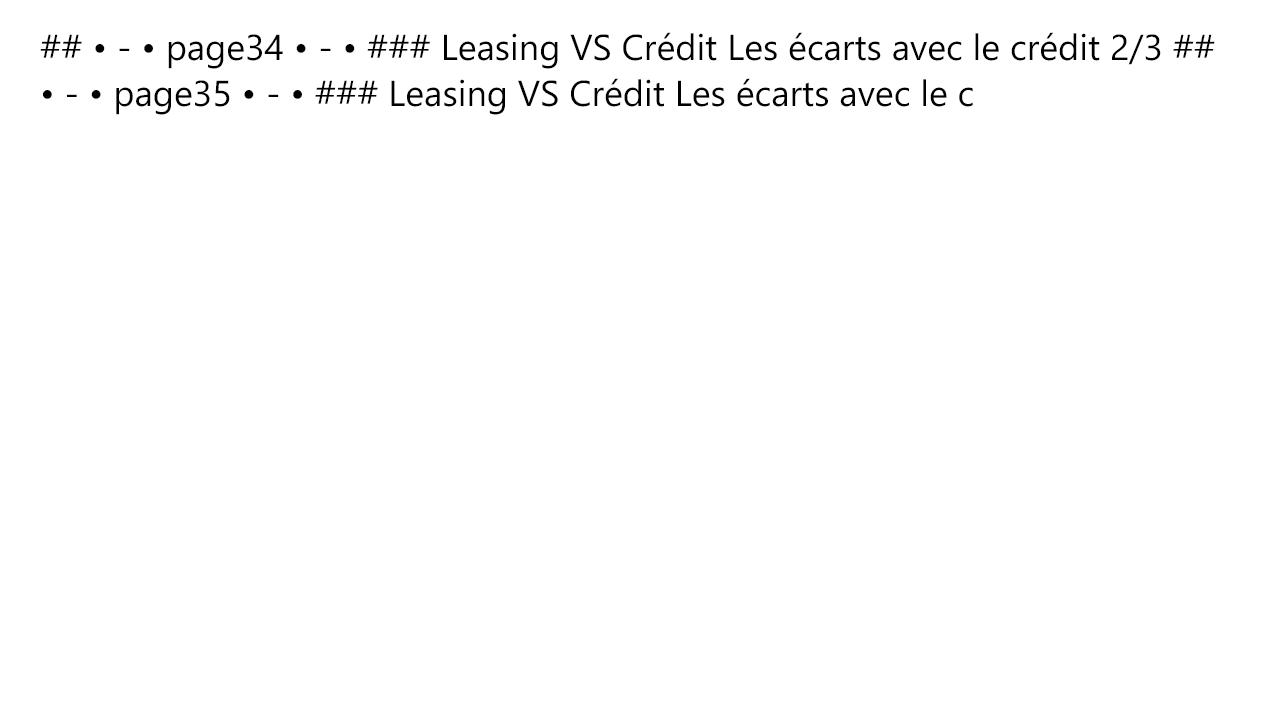 ## • - • page34 • - • ### Leasing VS Crédit Les écarts avec le crédit 2/3 ##
• - • page35 • - • ### Leasing VS Crédit Les écarts avec le c